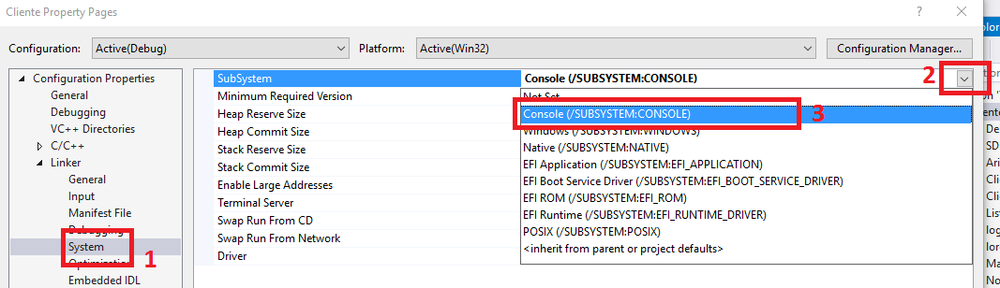 Cliente Property Pages ? ×
Configuration: Active(Debug) Platform: Active(Win32) Configuration Manager...
Configuration Properties
General
Debugging
VC++ Directories
C/C++
Linker
General
Input
Manifest File
Debugging
System 1
Optimization
Embedded IDL
SubSystem Console (/SUBSYSTEM:CONSOLE) 2
Minimum Required Version
Heap Reserve Size
Heap Commit Size
Stack Reserve Size
Stack Commit Size
Enable Large Addresses
Terminal Server
Swap Run From CD
Swap Run From Network
Driver
Not Set
Console (/SUBSYSTEM:CONSOLE) 3
Windows (/SUBSYSTEM:WINDOWS)
Native (/SUBSYSTEM:NATIVE)
EFI Application (/SUBSYSTEM:EFI_APPLICATION)
EFI Boot Service Driver (/SUBSYSTEM:EFI_BOOT_SERVICE_DRIVER)
EFI ROM (/SUBSYSTEM:EFI_ROM)
EFI Runtime (/SUBSYSTEM:EFI_RUNTIME_DRIVER)
POSIX (/SUBSYSTEM:POSIX)
<inherit from parent or project defaults>